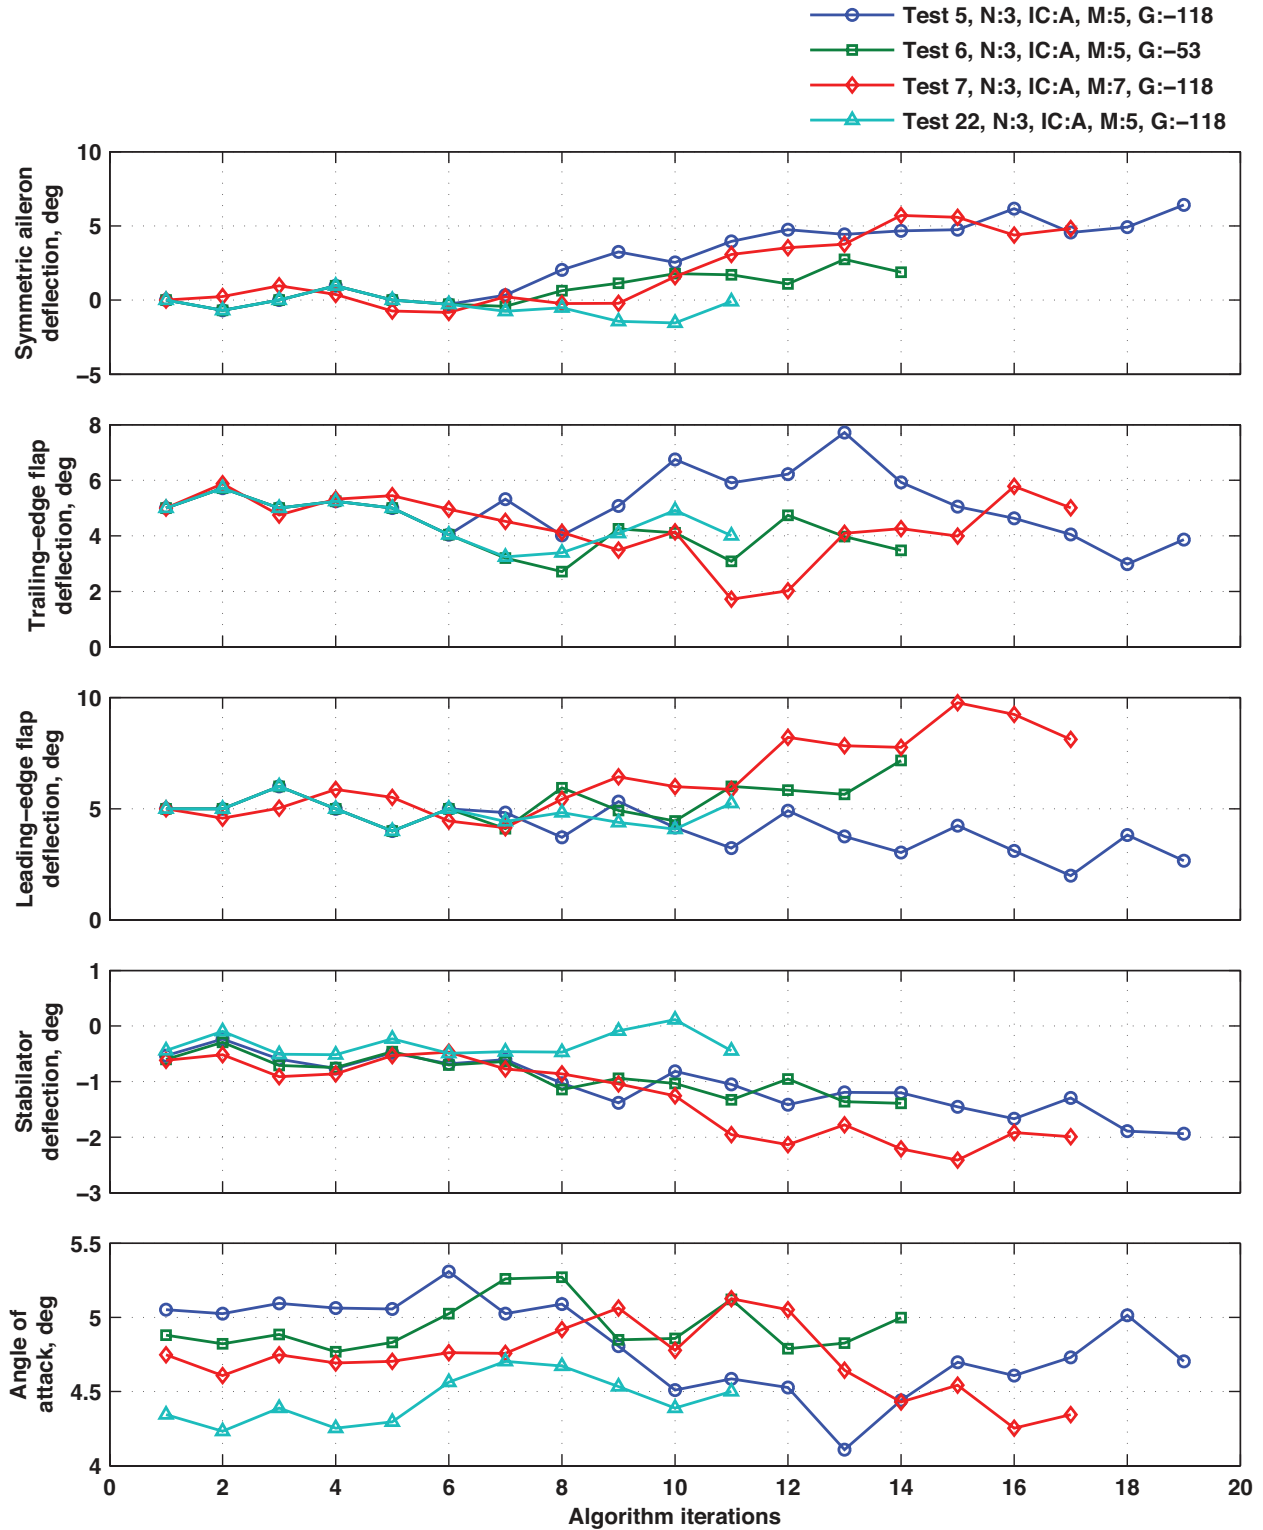 Test 5, N:3, IC:A, M:5, G:−118
Test 6, N:3, IC:A, M:5, G:−53
Test 7, N:3, IC:A, M:7, G:−118
Test 22, N:3, IC:A, M:5, G:−118
Symmetric aileron
deflection, deg
10
5
0
−5
Trailing−edge flap
deflection, deg
8
6
4
2
0
Leading−edge flap
deflection, deg
10
5
0
Stabilator
deflection, deg
1
0
−1
−2
−3
Angle of
attack, deg
5.5
5
4.5
4
0 2 4 6 8 10 12 14 16 18 20
Algorithm iterations